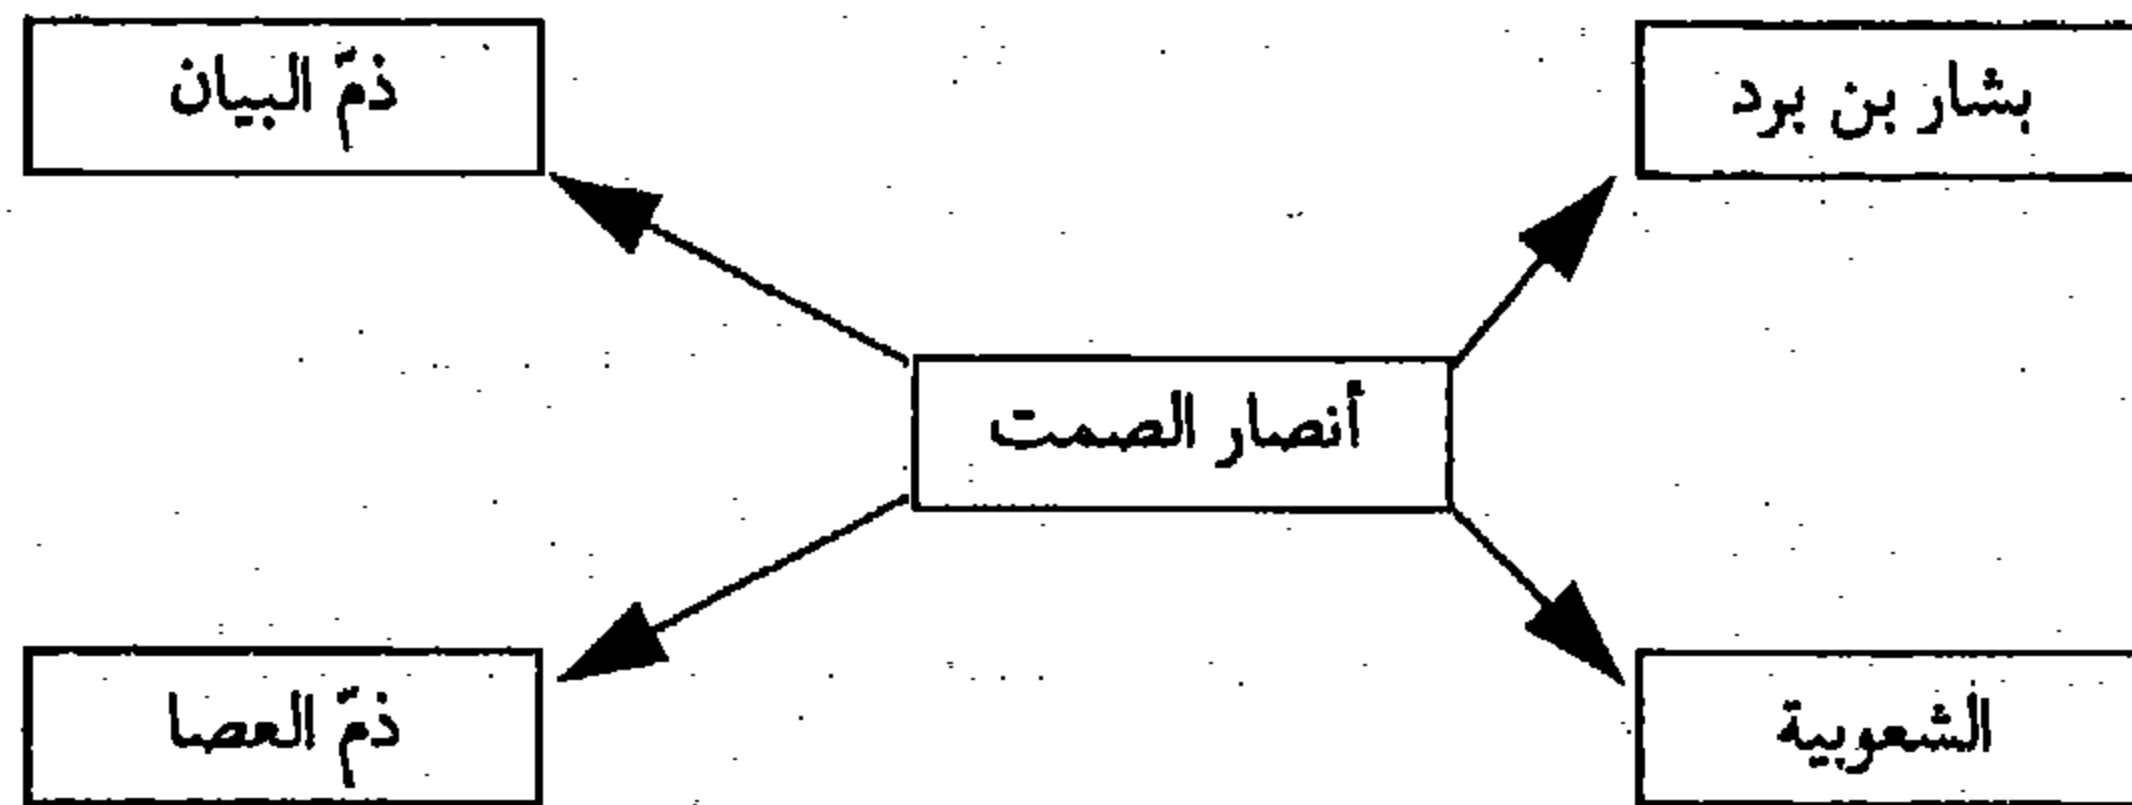 بشار بن برد
ذمّ البيان
أنصار الصمت
الشعوبية
ذمّ العصا